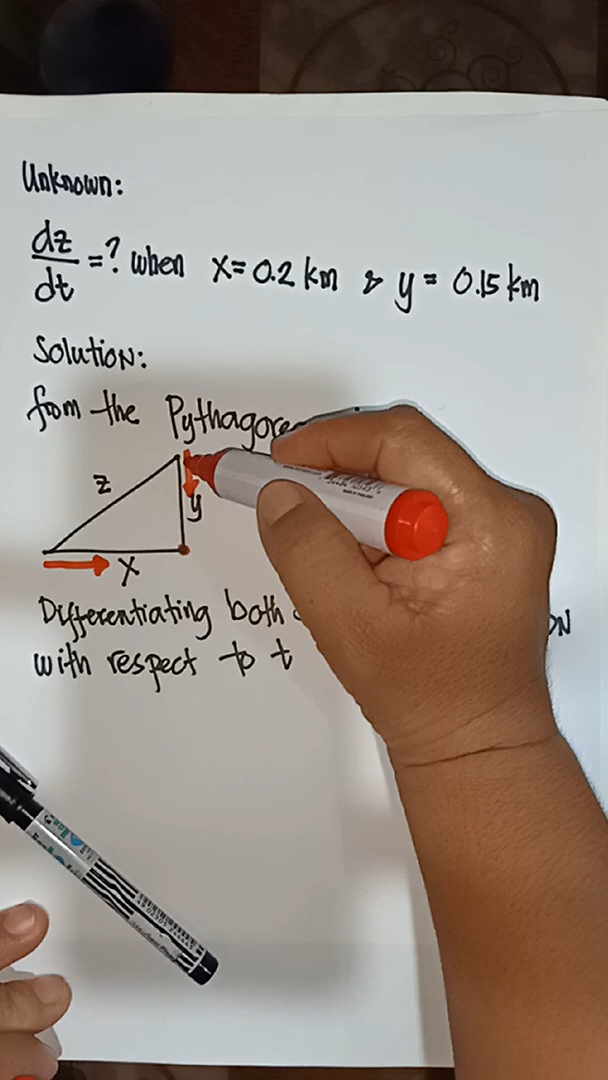 Unknown:
dz/dt = ? when x = 0.2 km & y = 0.15 km
Solution:
from the
z
y
x
Differentiating both
with respect to t